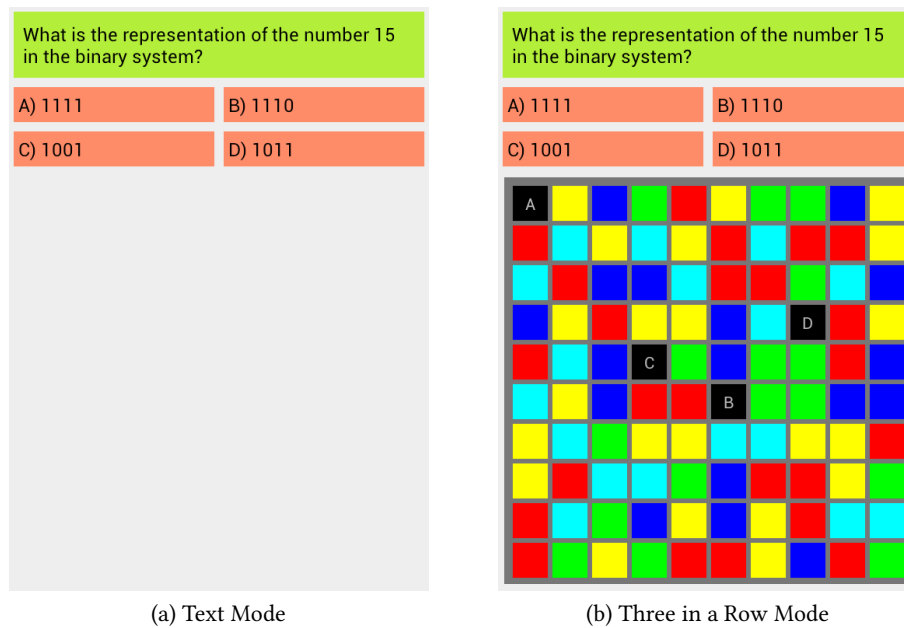 What is the representation of the number 15
in the binary system?
A) 1111
B) 1110
C) 1001
D) 1011
(a) Text Mode
What is the representation of the number 15
in the binary system?
A) 1111
B) 1110
C) 1001
D) 1011
A
D
C
B
(b) Three in a Row Mode